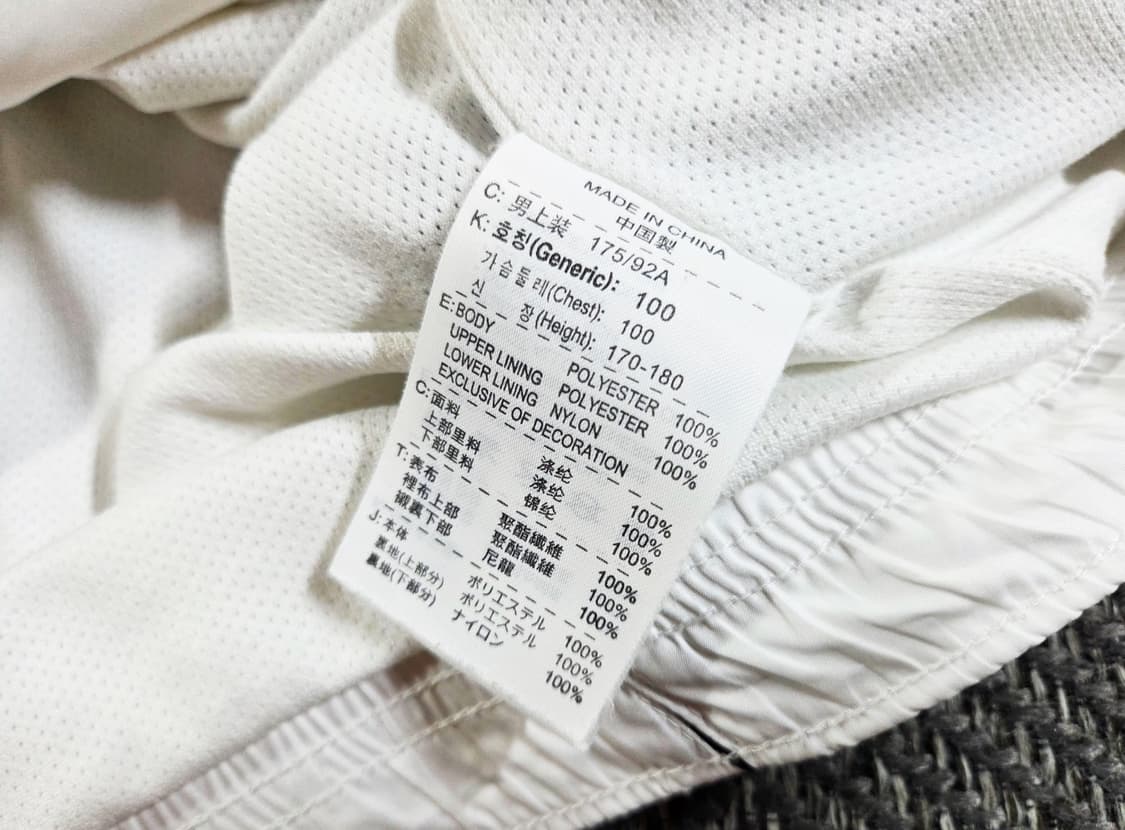 MADE IN CHINA
中国製
C: 男上装 175/92A
K: 호칭(Generic): 100
가슴둘레(Chest): 100
신 장(Height): 170-180
E: BODY POLYESTER 100%
UPPER LINING POLYESTER 100%
LOWER LINING NYLON 100%
EXCLUSIVE OF DECORATION
C: 面料 涤纶 100%
上部里料 涤纶 100%
下部里料 锦纶 100%
T: 表布 聚酯纖維 100%
裡布上部 聚酯纖維 100%
襯裏下部 尼龍 100%
J: 本体 ポリエステル 100%
裏地(上部分) ポリエステル 100%
裏地(下部分) ナイロン 100%